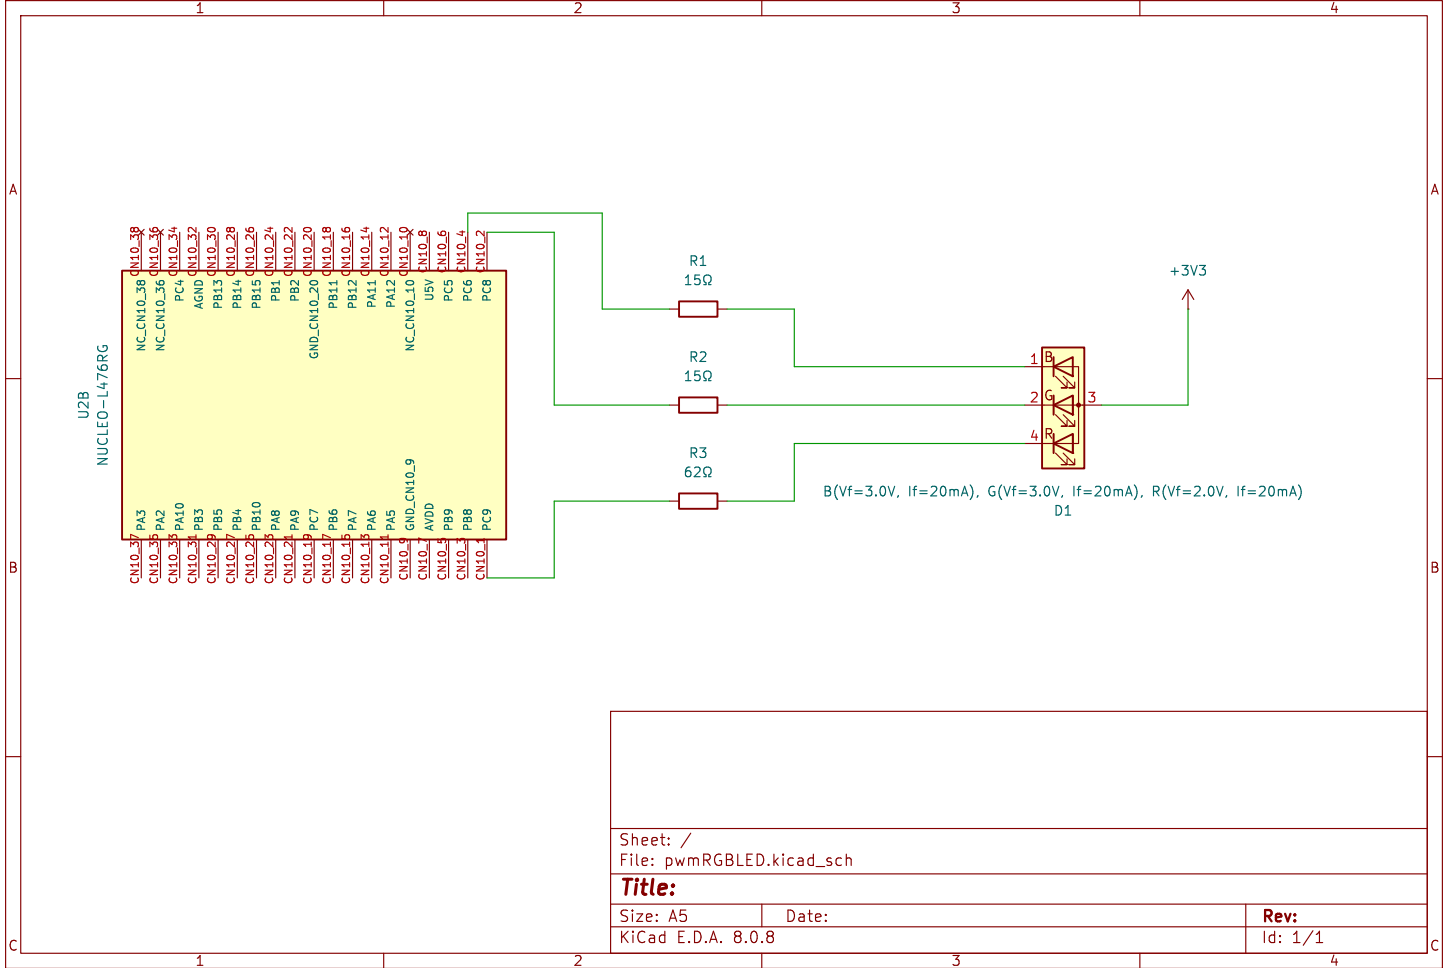 1
2
3
4
A
A
CN10_38
CN10_36
CN10_34
CN10_32
CN10_30
CN10_28
CN10_26
CN10_24
CN10_22
CN10_20
CN10_18
CN10_16
CN10_14
CN10_12
CN10_10
CN10_8
CN10_6
CN10_4
CN10_2
NC_CN10_38
NC_CN10_36
PC4
AGND
PB13
PB14
PB15
PB1
PB2
GND_CN10_20
PB11
PB12
PA11
PA12
NC_CN10_10
U5V
PC5
PC6
PC8
U2B
NUCLEO-L476RG
PA3
PA2
PA10
PB3
PB5
PB4
PB10
PA8
PA9
PC7
PB6
PA7
PA6
PA5
GND_CN10_9
AVDD
PB9
PB8
PC9
CN10_37
CN10_35
CN10_33
CN10_31
CN10_29
CN10_27
CN10_25
CN10_23
CN10_21
CN10_19
CN10_17
CN10_15
CN10_13
CN10_11
CN10_9
CN10_7
CN10_5
CN10_3
CN10_1
R1
15Ω
R2
15Ω
R3
62Ω
+3V3
1 B
2 G 3
4 R
B(Vf=3.0V, If=20mA), G(Vf=3.0V, If=20mA), R(Vf=2.0V, If=20mA)
D1
B
B
Sheet: /
File: pwmRGBLED.kicad_sch
Title:
Size: A5
Date:
Rev:
KiCad E.D.A. 8.0.8
Id: 1/1
C
C
1
2
3
4